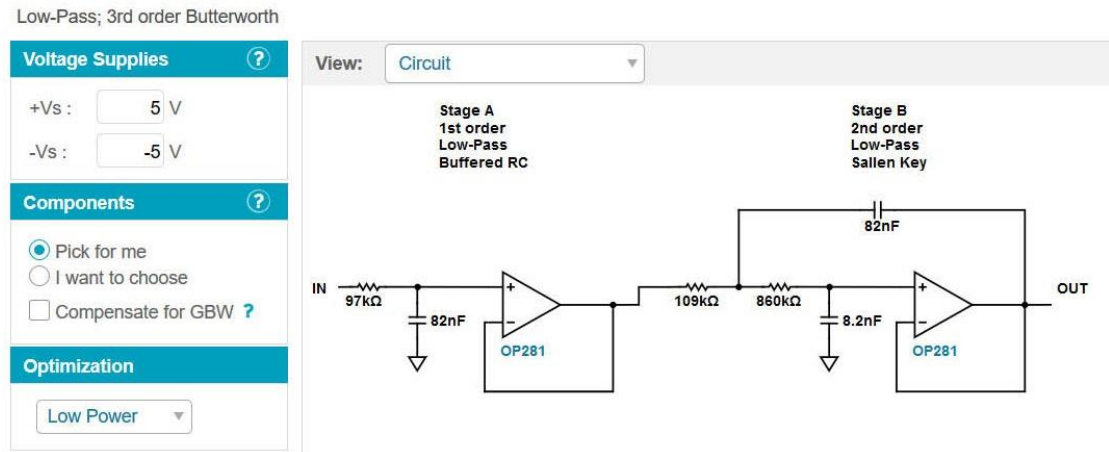 Low-Pass; 3rd order Butterworth
Voltage Supplies ?
+Vs : 5 V
-Vs : -5 V
Components ?
Pick for me
I want to choose
Compensate for GBW ?
Optimization
Low Power
View: Circuit
Stage A
1st order
Low-Pass
Buffered RC
Stage B
2nd order
Low-Pass
Sallen Key
82nF
IN
97kΩ
82nF
+
-
OP281
109kΩ
860kΩ
8.2nF
+
-
OP281
OUT